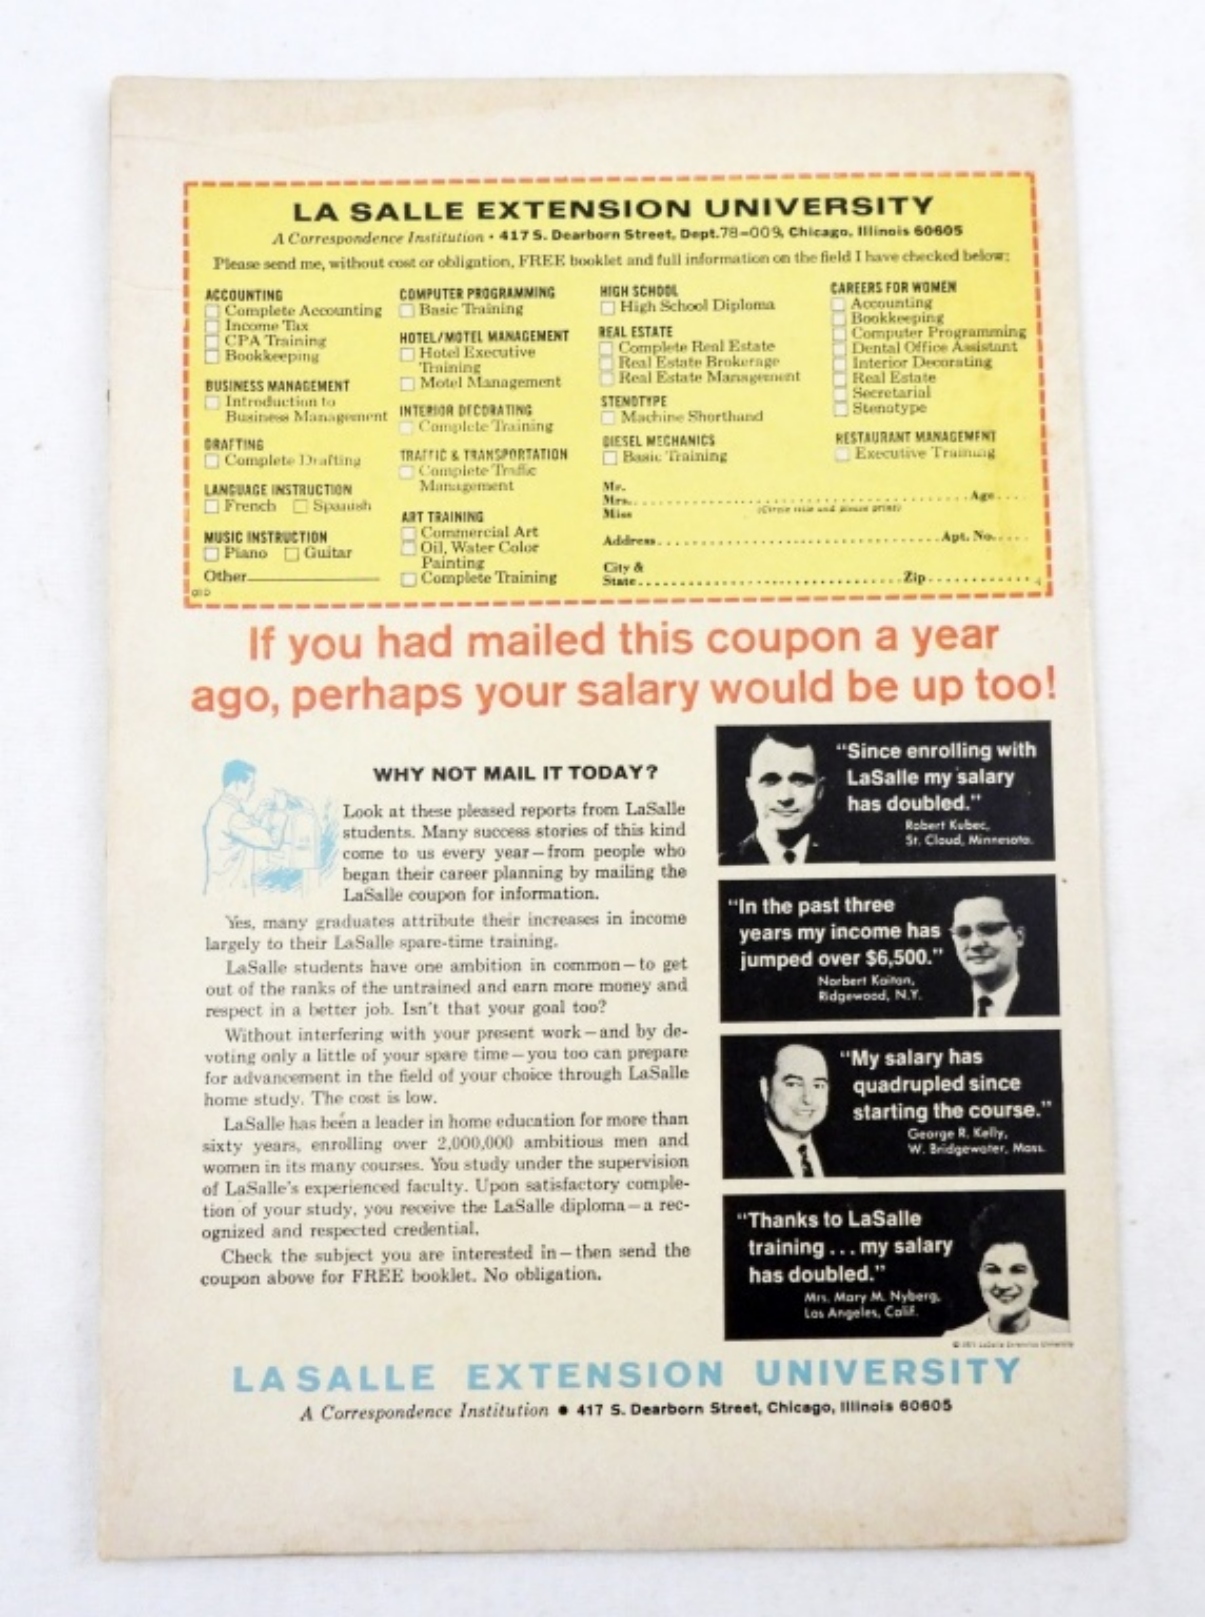 LA SALLE EXTENSION UNIVERSITY
A Correspondence Institution • 417 S. Dearborn Street, Dept. 78-009, Chicago, Illinois 60605
Please send me, without cost or obligation, FREE booklet and full information on the field I have checked below:
ACCOUNTING
Complete Accounting
Income Tax
CPA Training
Bookkeeping
BUSINESS MANAGEMENT
Introduction to
Business Management
DRAFTING
Complete Drafting
LANGUAGE INSTRUCTION
French Spanish
MUSIC INSTRUCTION
Piano Guitar
Other
COMPUTER PROGRAMMING
Basic Training
HOTEL/MOTEL MANAGEMENT
Hotel Executive
Training
Motel Management
INTERIOR DECORATING
Complete Training
TRAFFIC & TRANSPORTATION
Complete Traffic
Management
ART TRAINING
Commercial Art
Oil, Water Color
Painting
Complete Training
HIGH SCHOOL
High School Diploma
REAL ESTATE
Complete Real Estate
Real Estate Brokerage
Real Estate Management
STENOTYPE
Machine Shorthand
DIESEL MECHANICS
Basic Training
CAREERS FOR WOMEN
Accounting
Bookkeeping
Computer Programming
Dental Office Assistant
Interior Decorating
Real Estate
Secretarial
Stenotype
RESTAURANT MANAGEMENT
Executive Training
Mr.
Mrs. Age
Miss (Circle title and please print)
Address Apt. No.
City &
State Zip
If you had mailed this coupon a year
ago, perhaps your salary would be up too!
WHY NOT MAIL IT TODAY?
Look at these pleased reports from LaSalle
students. Many success stories of this kind
come to us every year—from people who
began their career planning by mailing the
LaSalle coupon for information.
Yes, many graduates attribute their increases in income
largely to their LaSalle spare-time training.
LaSalle students have one ambition in common—to get
out of the ranks of the untrained and earn more money and
respect in a better job. Isn't that your goal too?
Without interfering with your present work—and by de-
voting only a little of your spare time—you too can prepare
for advancement in the field of your choice through LaSalle
home study. The cost is low.
LaSalle has been a leader in home education for more than
sixty years, enrolling over 2,000,000 ambitious men and
women in its many courses. You study under the supervision
of LaSalle's experienced faculty. Upon satisfactory comple-
tion of your study, you receive the LaSalle diploma—a rec-
ognized and respected credential.
Check the subject you are interested in—then send the
coupon above for FREE booklet. No obligation.
"Since enrolling with
LaSalle my salary
has doubled."
Robert Kubec,
St. Cloud, Minnesota.
"In the past three
years my income has
jumped over $6,500."
Norbert Kaitan,
Ridgewood, N.Y.
"My salary has
quadrupled since
starting the course."
George R. Kelly,
W. Bridgewater, Mass.
"Thanks to LaSalle
training ... my salary
has doubled."
Mrs. Mary M. Nyberg,
Los Angeles, Calif.
LaSalle Extension University
LASALLE EXTENSION UNIVERSITY
A Correspondence Institution • 417 S. Dearborn Street, Chicago, Illinois 60605